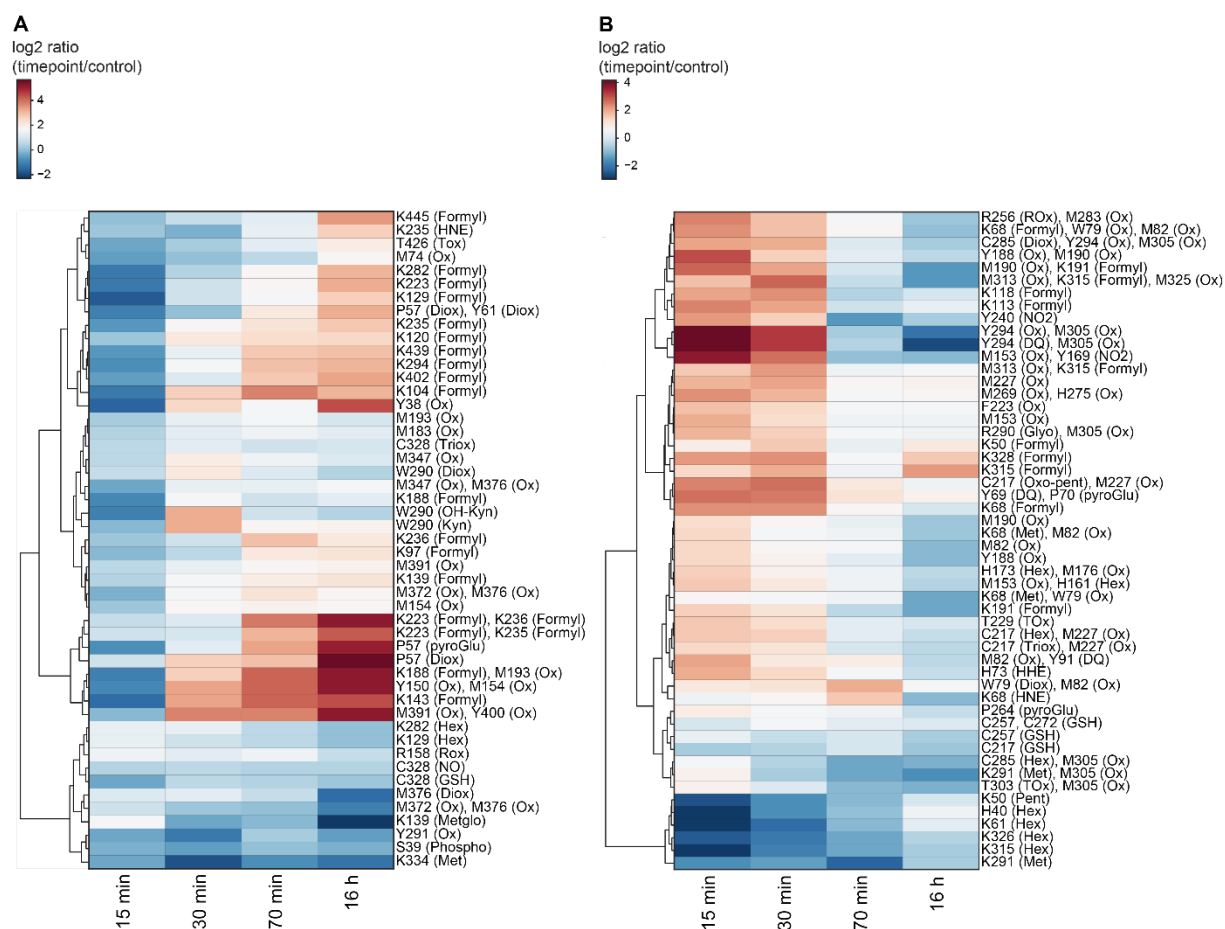 A
log2 ratio
(timepoint/control)
4
2
0
−2
K445 (Formyl)
K235 (HNE)
T426 (Tox)
M74 (Ox)
K282 (Formyl)
K223 (Formyl)
K129 (Formyl)
P57 (Diox), Y61 (Diox)
K235 (Formyl)
K120 (Formyl)
K439 (Formyl)
K294 (Formyl)
K402 (Formyl)
K104 (Formyl)
Y38 (Ox)
M193 (Ox)
M183 (Ox)
C328 (Triox)
M347 (Ox)
W290 (Diox)
M347 (Ox), M376 (Ox)
K188 (Formyl)
W290 (OH-Kyn)
W290 (Kyn)
K236 (Formyl)
K97 (Formyl)
M391 (Ox)
K139 (Formyl)
M372 (Ox), M376 (Ox)
M154 (Ox)
K223 (Formyl), K236 (Formyl)
K223 (Formyl), K235 (Formyl)
P57 (pyroGlu)
P57 (Diox)
K188 (Formyl), M193 (Ox)
Y150 (Ox), M154 (Ox)
K143 (Formyl)
M391 (Ox), Y400 (Ox)
K282 (Hex)
K129 (Hex)
R158 (Rox)
C328 (NO)
C328 (GSH)
M376 (Diox)
M372 (Ox), M376 (Ox)
K139 (Metglo)
Y291 (Ox)
S39 (Phospho)
K334 (Met)
15 min
30 min
70 min
16 h
B
log2 ratio
(timepoint/control)
4
2
0
−2
R256 (ROx), M283 (Ox)
K68 (Formyl), W79 (Ox), M82 (Ox)
C285 (Diox), Y294 (Ox), M305 (Ox)
Y188 (Ox), M190 (Ox)
M190 (Ox), K191 (Formyl)
M313 (Ox), K315 (Formyl), M325 (Ox)
K118 (Formyl)
K113 (Formyl)
Y240 (NO2)
Y294 (Ox), M305 (Ox)
Y294 (DQ), M305 (Ox)
M153 (Ox), Y169 (NO2)
M313 (Ox), K315 (Formyl)
M227 (Ox)
M269 (Ox), H275 (Ox)
F223 (Ox)
M153 (Ox)
R290 (Glyo), M305 (Ox)
K50 (Formyl)
K328 (Formyl)
K315 (Formyl)
C217 (Oxo-pent), M227 (Ox)
Y69 (DQ), P70 (pyroGlu)
K68 (Formyl)
M190 (Ox)
K68 (Met), M82 (Ox)
M82 (Ox)
Y188 (Ox)
H173 (Hex), M176 (Ox)
M153 (Ox), H161 (Hex)
K68 (Met), W79 (Ox)
K191 (Formyl)
T229 (TOx)
C217 (Hex), M227 (Ox)
C217 (Triox), M227 (Ox)
M82 (Ox), Y91 (DQ)
H73 (HHE)
W79 (Diox), M82 (Ox)
K68 (HNE)
P264 (pyroGlu)
C257, C272 (GSH)
C257 (GSH)
C217 (GSH)
C285 (Hex), M305 (Ox)
K291 (Met), M305 (Ox)
T303 (TOx), M305 (Ox)
K50 (Pent)
H40 (Hex)
K61 (Hex)
K326 (Hex)
K315 (Hex)
K291 (Met)
15 min
30 min
70 min
16 h